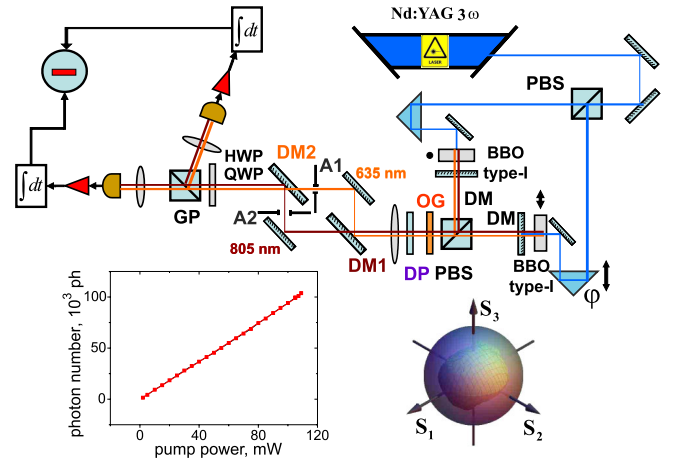 Nd:YAG 3ω
LASER
∫dt
∫dt
PBS
HWP
QWP
DM2
A1
635 nm
BBO
type-I
GP
A2
OG
DM
DM
805 nm
DM1
DP PBS
BBO
type-I
φ
photon number, 10³ ph
100
50
0
0 40 80 120
pump power, mW
S₃
S₁
S₂